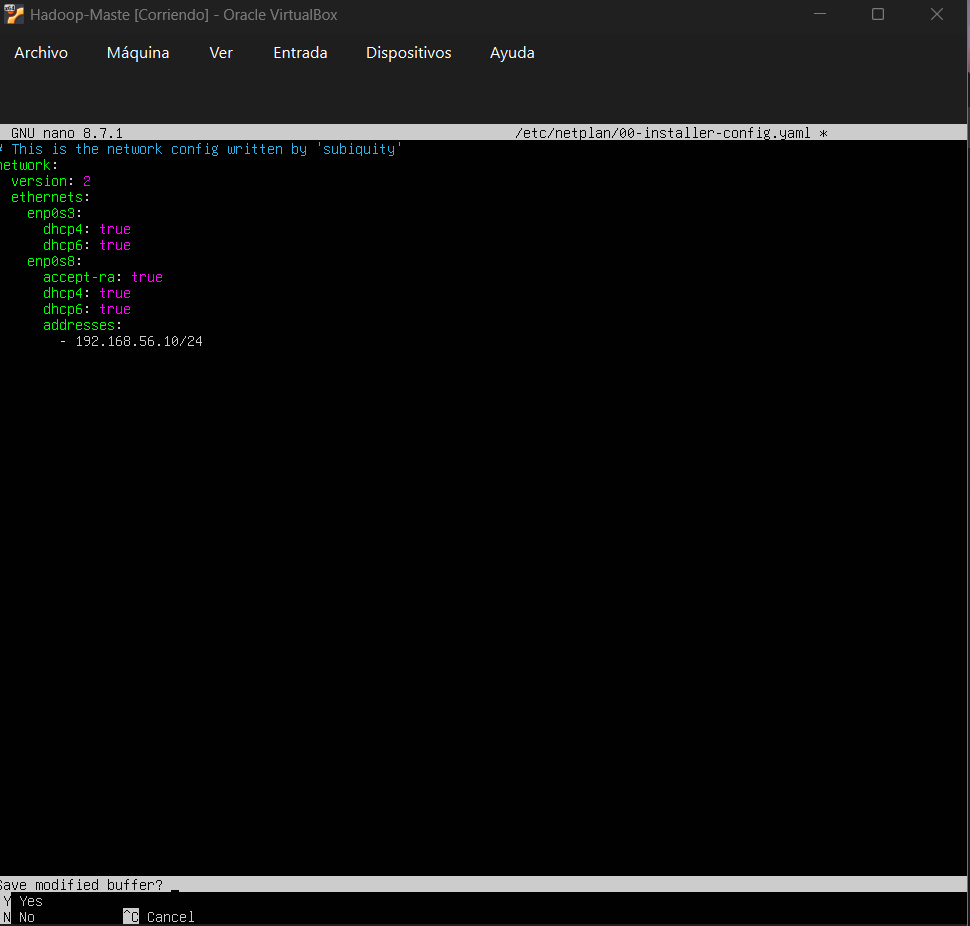 Hadoop-Maste [Corriendo] - Oracle VirtualBox
Archivo Máquina Ver Entrada Dispositivos Ayuda
GNU nano 8.7.1 /etc/netplan/00-installer-config.yaml *
# This is the network config written by 'subiquity'
network:
  version: 2
  ethernets:
    enp0s3:
      dhcp4: true
      dhcp6: true
    enp0s8:
      accept-ra: true
      dhcp4: true
      dhcp6: true
      addresses:
        - 192.168.56.10/24
Save modified buffer?
Y Yes
N No ^C Cancel